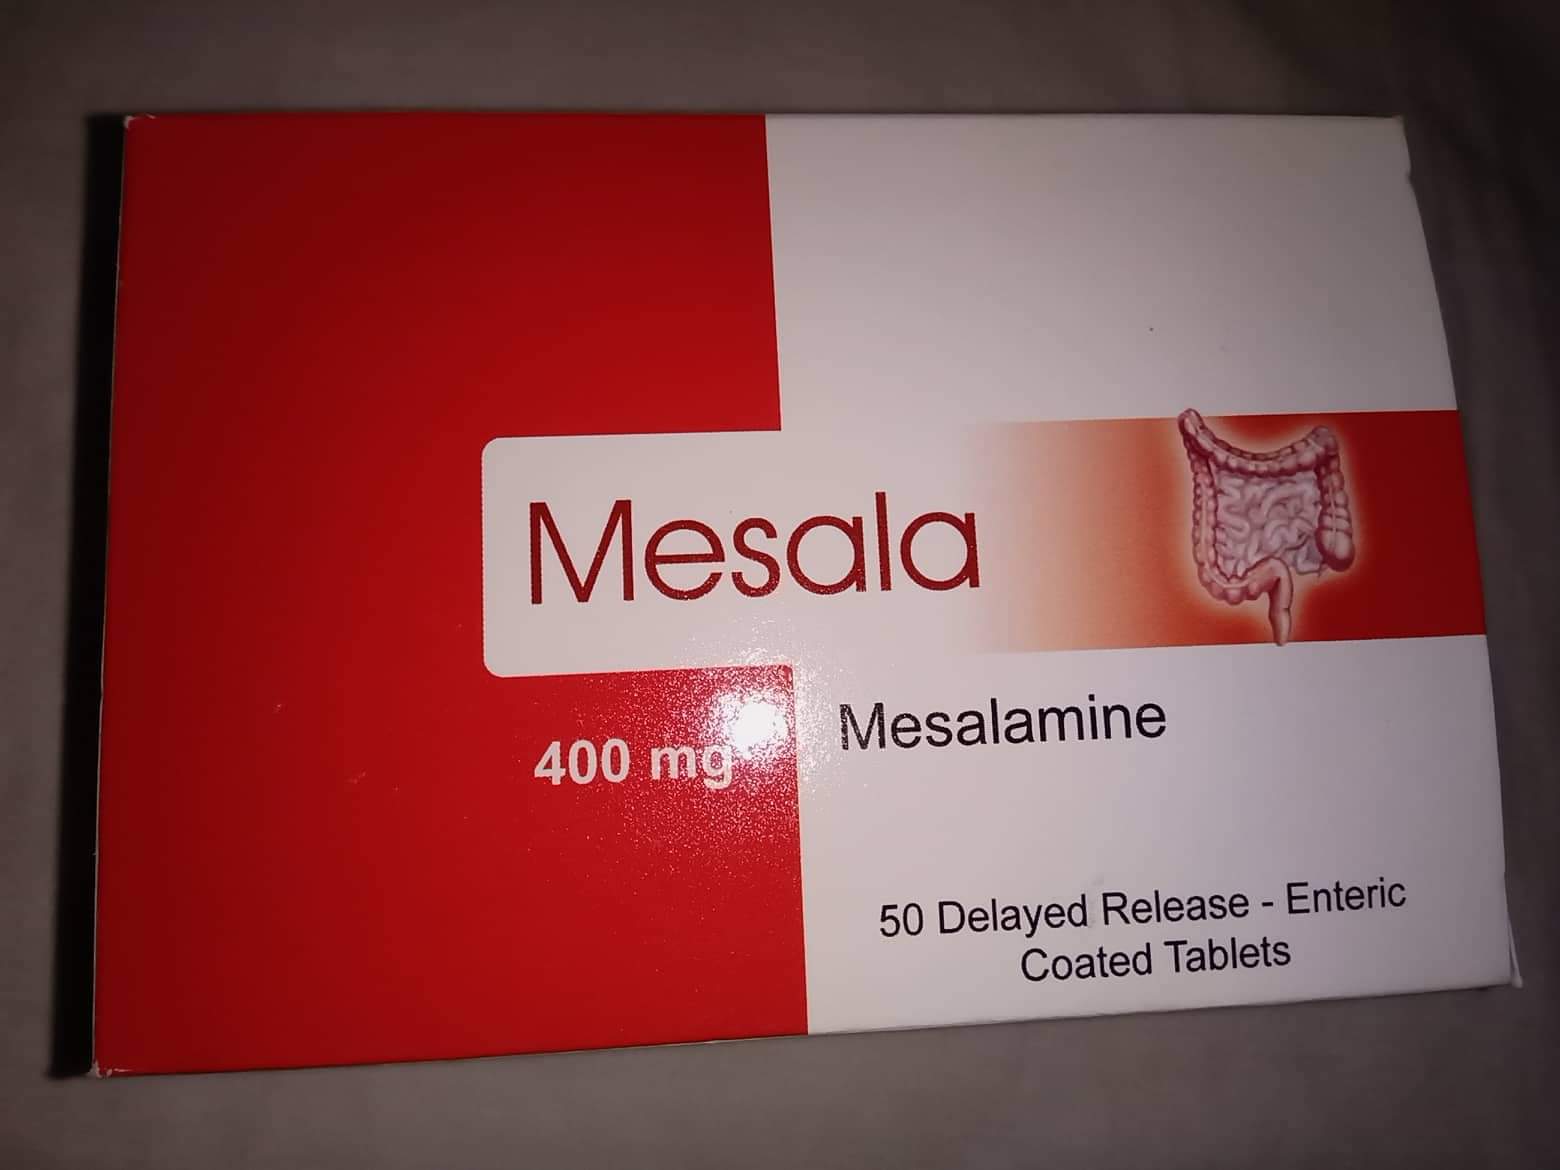 Mesala
400 mg
Mesalamine
50 Delayed Release - Enteric
Coated Tablets